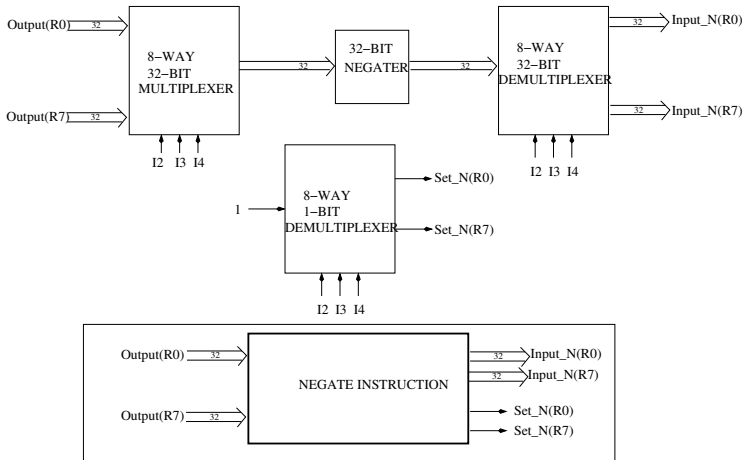 Output(R0)
32
8-WAY
32-BIT
MULTIPLEXER
Output(R7)
32
I2 I3 I4
32
32-BIT
NEGATER
32
8-WAY
32-BIT
DEMULTIPLEXER
32
Input_N(R0)
32
Input_N(R7)
I2 I3 I4
1
8-WAY
1-BIT
DEMULTIPLEXER
Set_N(R0)
Set_N(R7)
I2 I3 I4
Output(R0)
32
Output(R7)
32
NEGATE INSTRUCTION
32
Input_N(R0)
32
Input_N(R7)
Set_N(R0)
Set_N(R7)